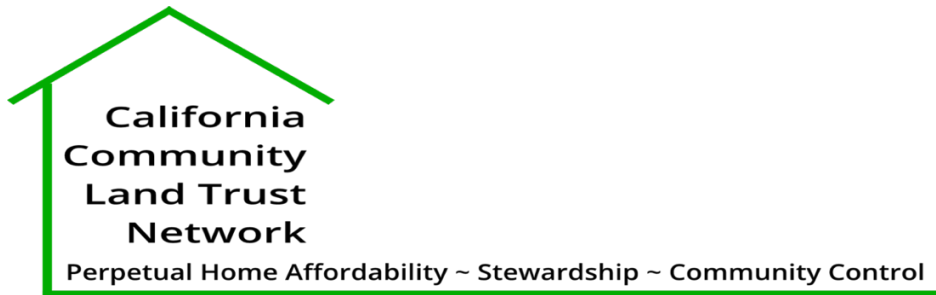 California
Community
Land Trust
Network
Perpetual Home Affordability ~ Stewardship ~ Community Control